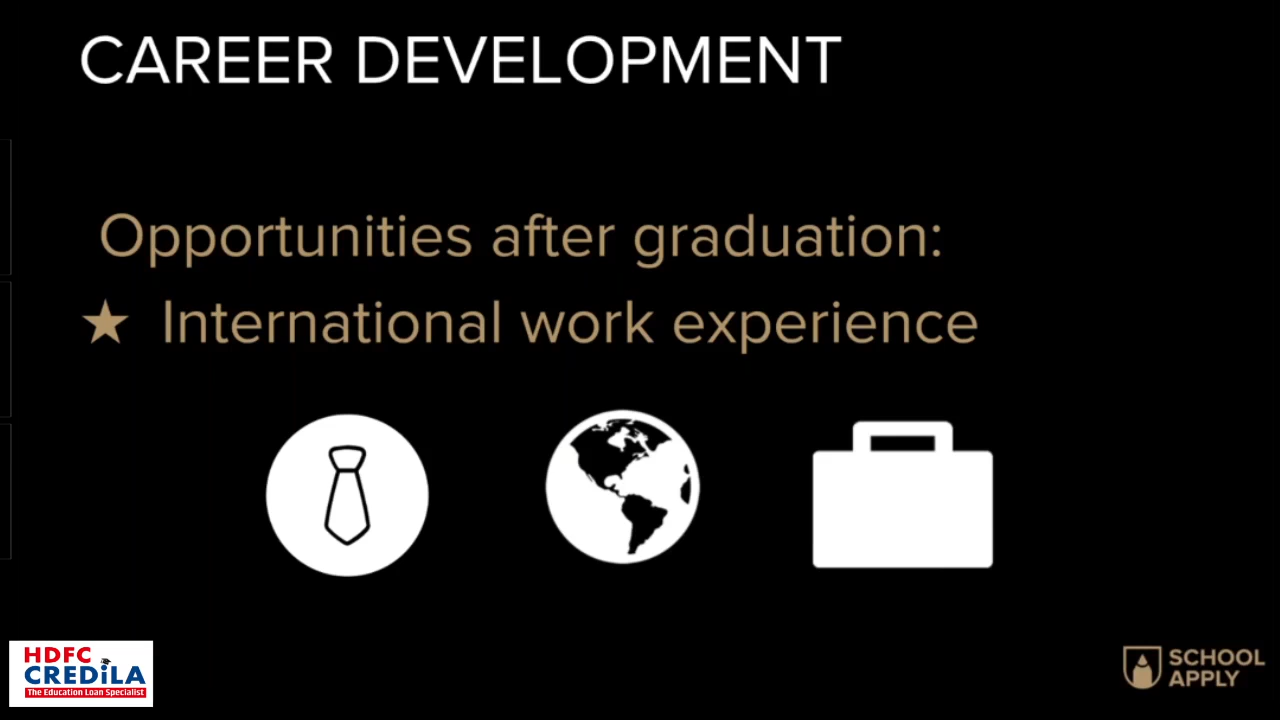 CAREER DEVELOPMENT
Opportunities after graduation:
★ International work experience
HDFC
CREDiLA
The Education Loan Specialist
SCHOOL
APPLY